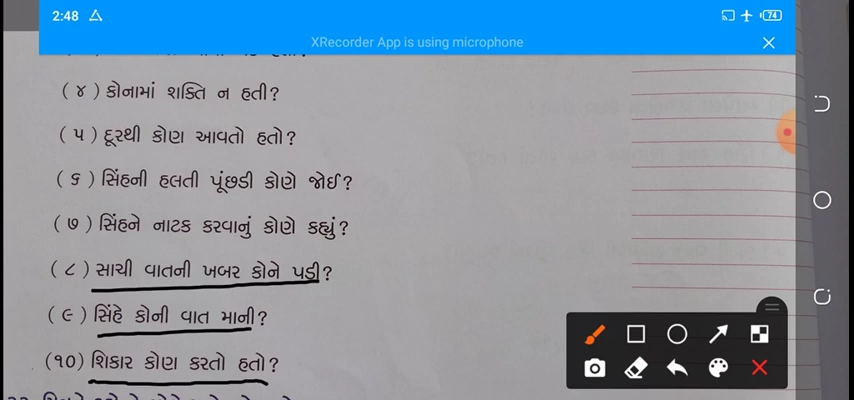 2:48
74
XRecorder App is using microphone
(૪) કોનામાં શક્તિ ન હતી?
(૫) દૂરથી કોણ આવતો હતો?
(૬) સિંહની હલતી પૂંછડી કોણે જોઈ?
(૭) સિંહને નાટક કરવાનું કોણે કહ્યું?
(૮) સાચી વાતની ખબર કોને પડી?
(૯) સિંહે કોની વાત માની?
(૧૦) શિકાર કોણ કરતો હતો?